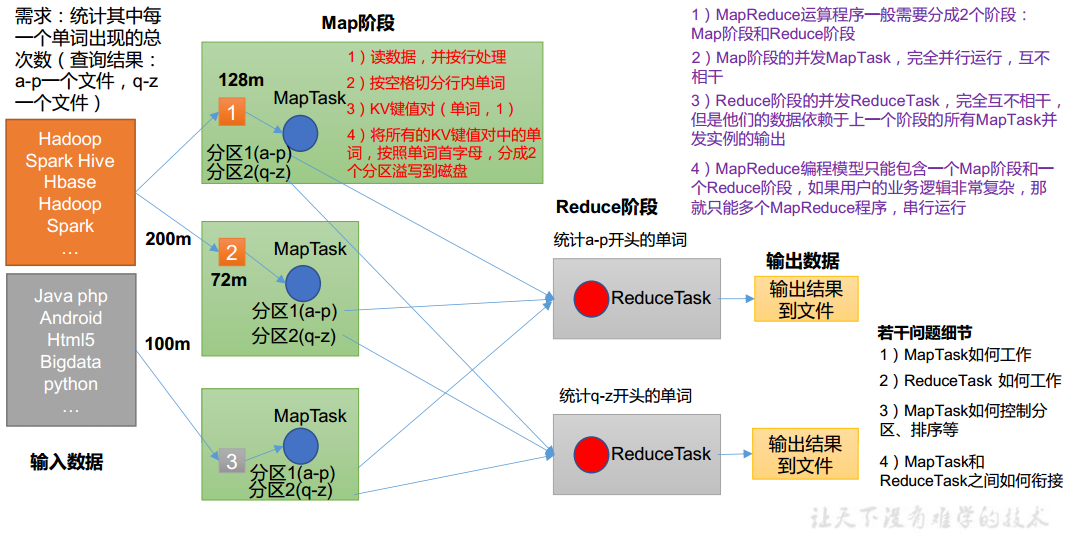 需求：统计其中每
一个单词出现的总
次数（查询结果：
a-p一个文件，q-z
一个文件）
Hadoop
Spark Hive
Hbase
Hadoop
Spark
…
200m
Java php
Android
Html5
Bigdata
python
…
100m
输入数据
Map阶段
128m
1
MapTask
分区1(a-p)
分区2(q-z)
1）读数据，并按行处理
2）按空格切分行内单词
3）KV键值对（单词，1）
4）将所有的KV键值对中的单
词，按照单词首字母，分成2
个分区溢写到磁盘
2
72m
MapTask
分区1(a-p)
分区2(q-z)
3
MapTask
分区1(a-p)
分区2(q-z)
Reduce阶段
统计a-p开头的单词
ReduceTask
统计q-z开头的单词
ReduceTask
输出数据
输出结果
到文件
输出结果
到文件
1）MapReduce运算程序一般需要分成2个阶段：
Map阶段和Reduce阶段
2）Map阶段的并发MapTask，完全并行运行，互不
相干
3）Reduce阶段的并发ReduceTask，完全互不相干，
但是他们的数据依赖于上一个阶段的所有MapTask并
发实例的输出
4）MapReduce编程模型只能包含一个Map阶段和一
个Reduce阶段，如果用户的业务逻辑非常复杂，那
就只能多个MapReduce程序，串行运行
若干问题细节
1）MapTask如何工作
2）ReduceTask 如何工作
3）MapTask如何控制分
区、排序等
4）MapTask和
ReduceTask之间如何衔接
让天下没有难学的技术